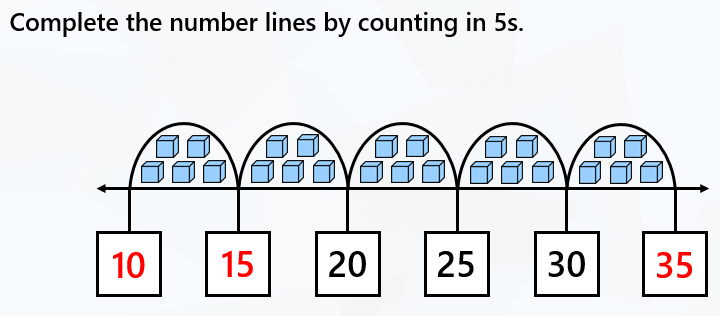 Complete the number lines by counting in 5s.
10 15 20 25 30 35